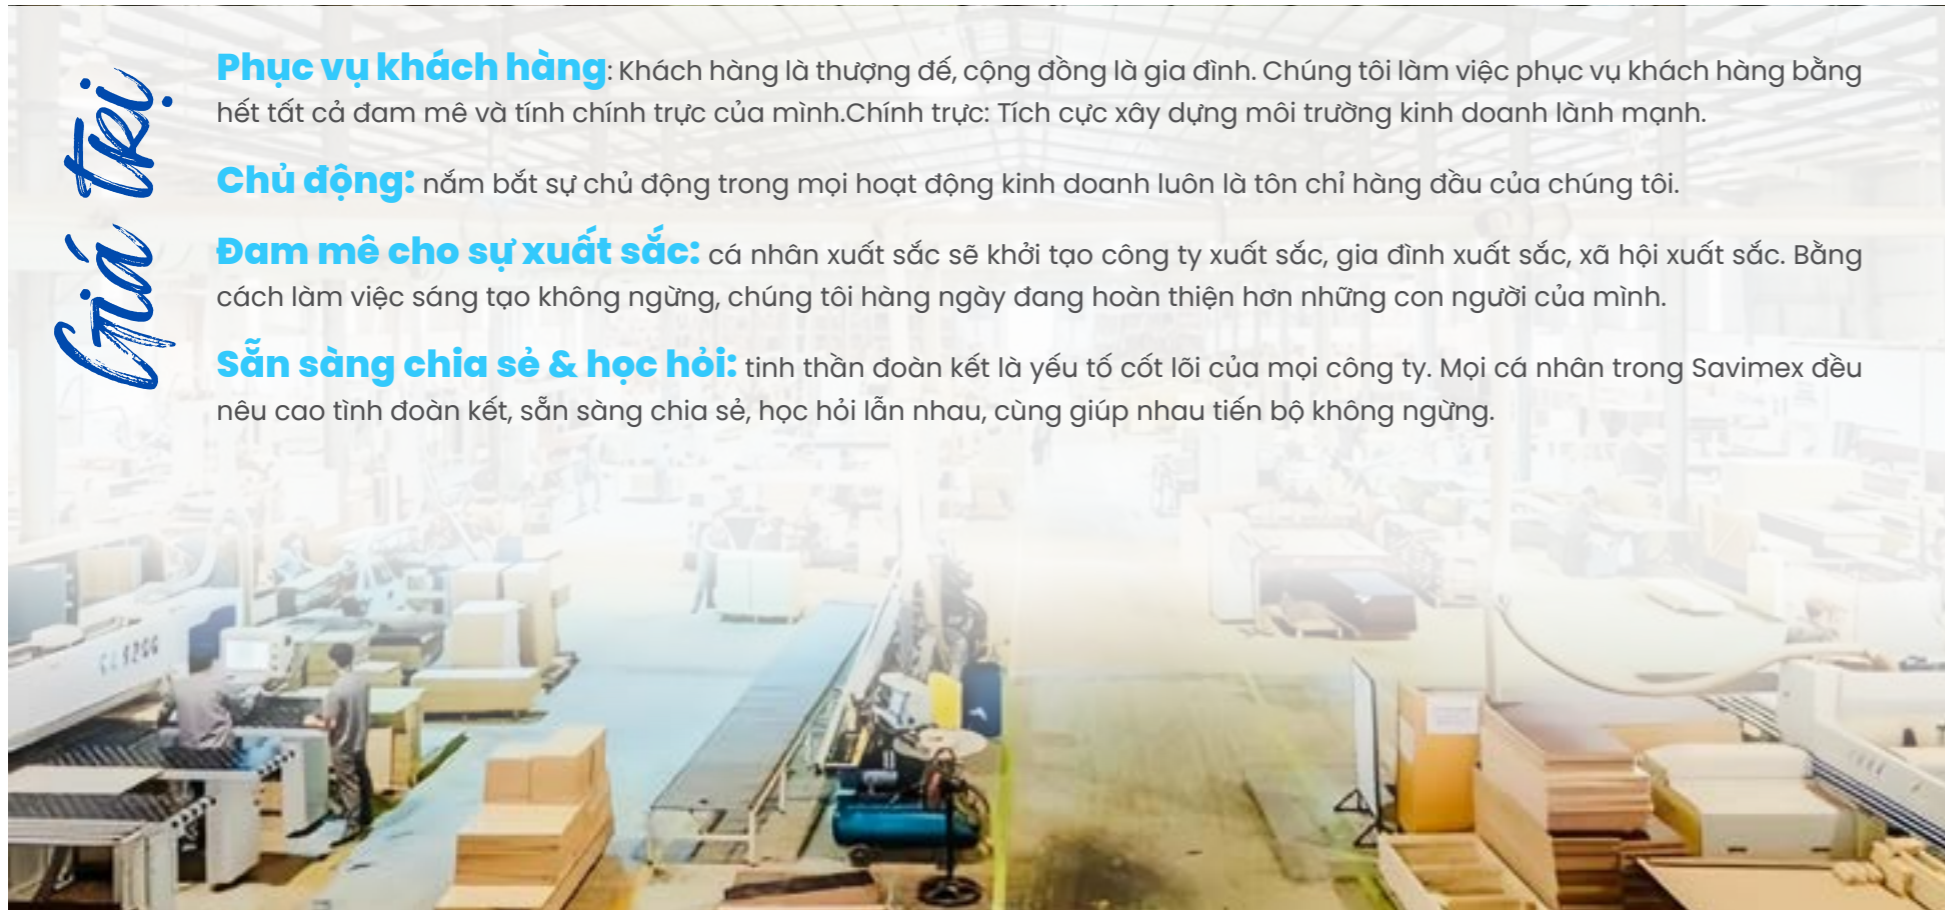 Giá trị
Phục vụ khách hàng: Khách hàng là thượng đế, cộng đồng là gia đình. Chúng tôi làm việc phục vụ khách hàng bằng
hết tất cả đam mê và tính chính trực của mình.Chính trực: Tích cực xây dựng môi trường kinh doanh lành mạnh.
Chủ động: nắm bắt sự chủ động trong mọi hoạt động kinh doanh luôn là tôn chỉ hàng đầu của chúng tôi.
Đam mê cho sự xuất sắc: cá nhân xuất sắc sẽ khởi tạo công ty xuất sắc, gia đình xuất sắc, xã hội xuất sắc. Bằng
cách làm việc sáng tạo không ngừng, chúng tôi hàng ngày đang hoàn thiện hơn những con người của mình.
Sẵn sàng chia sẻ & học hỏi: tinh thần đoàn kết là yếu tố cốt lõi của mọi công ty. Mọi cá nhân trong Savimex đều
nêu cao tình đoàn kết, sẵn sàng chia sẻ, học hỏi lẫn nhau, cùng giúp nhau tiến bộ không ngừng.